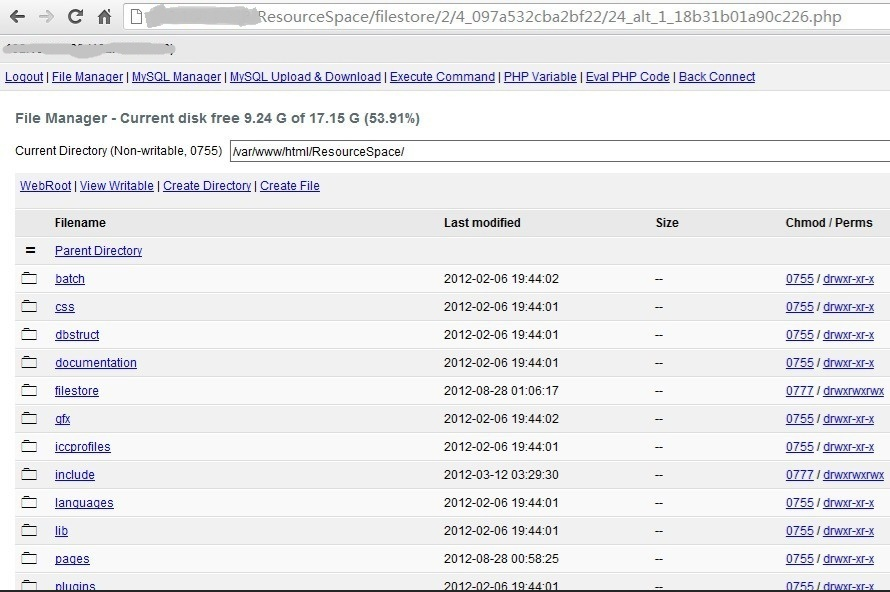 ResourceSpace/filestore/2/4_097a532cba2bf22/24_alt_1_18b31b01a90c226.php
Logout | File Manager | MySQL Manager | MySQL Upload & Download | Execute Command | PHP Variable | Eval PHP Code | Back Connect
File Manager - Current disk free 9.24 G of 17.15 G (53.91%)
Current Directory (Non-writable, 0755) /var/www/html/ResourceSpace/
WebRoot | View Writable | Create Directory | Create File
Filename Last modified Size Chmod / Perms
= Parent Directory
batch 2012-02-06 19:44:02 -- 0755 / drwxr-xr-x
css 2012-02-06 19:44:01 -- 0755 / drwxr-xr-x
dbstruct 2012-02-06 19:44:01 -- 0755 / drwxr-xr-x
documentation 2012-02-06 19:44:01 -- 0755 / drwxr-xr-x
filestore 2012-08-28 01:06:17 -- 0777 / drwxrwxrwx
gfx 2012-02-06 19:44:02 -- 0755 / drwxr-xr-x
iccprofiles 2012-02-06 19:44:01 -- 0755 / drwxr-xr-x
include 2012-03-12 03:29:30 -- 0777 / drwxrwxrwx
languages 2012-02-06 19:44:01 -- 0755 / drwxr-xr-x
lib 2012-02-06 19:44:01 -- 0755 / drwxr-xr-x
pages 2012-08-28 00:58:25 -- 0755 / drwxr-xr-x
plugins 2012-02-06 19:44:01 -- 0755 / drwxr-xr-x